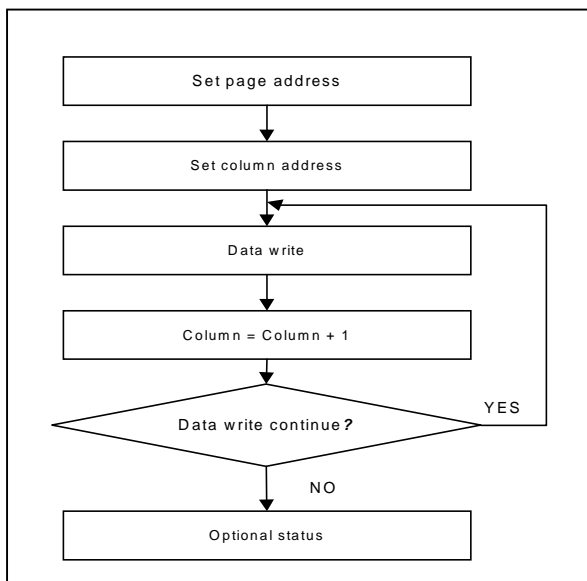 Set page address
Set column address
Data write
Column = Column + 1
Data write continue?
YES
NO
Optional status